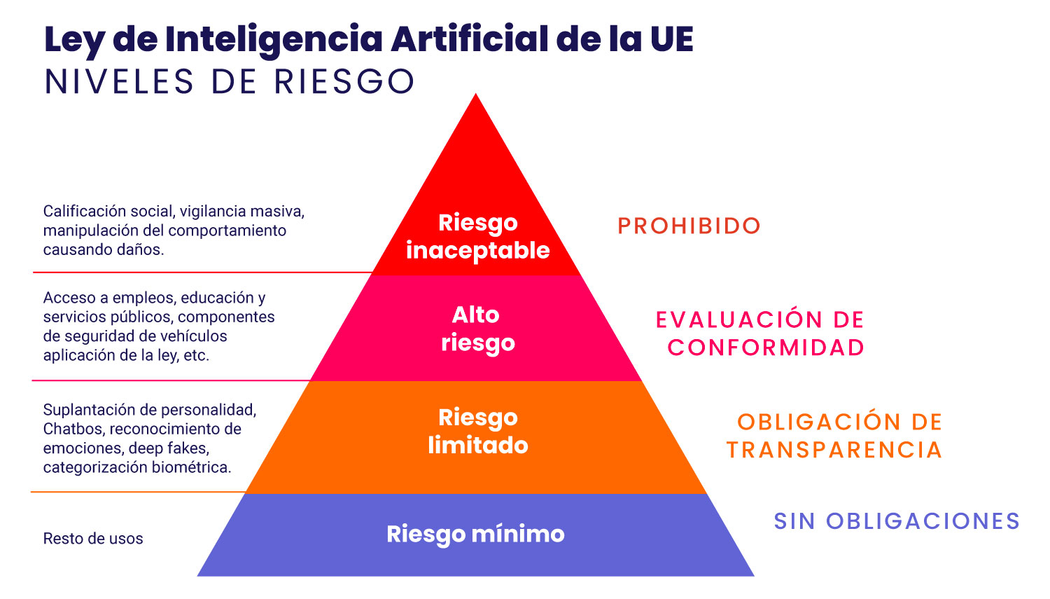 Ley de Inteligencia Artificial de la UE
NIVELES DE RIESGO
Calificación social, vigilancia masiva,
manipulación del comportamiento
causando daños.
Riesgo
inaceptable
PROHIBIDO
Acceso a empleos, educación y
servicios públicos, componentes
de seguridad de vehículos
aplicación de la ley, etc.
Alto
riesgo
EVALUACIÓN DE
CONFORMIDAD
Suplantación de personalidad,
Chatbos, reconocimiento de
emociones, deep fakes,
categorización biométrica.
Riesgo
limitado
OBLIGACIÓN DE
TRANSPARENCIA
Resto de usos
Riesgo mínimo
SIN OBLIGACIONES